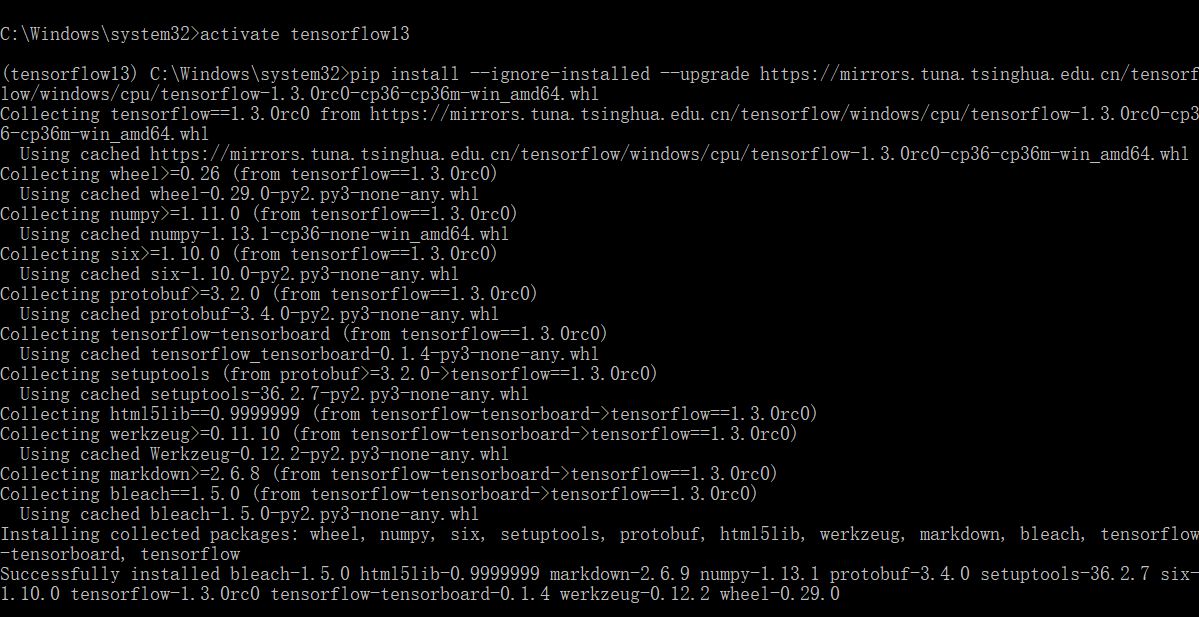 C:\Windows\system32>activate tensorflow13
(tensorflow13) C:\Windows\system32>pip install --ignore-installed --upgrade https://mirrors.tuna.tsinghua.edu.cn/tensorf
low/windows/cpu/tensorflow-1.3.0rc0-cp36-cp36m-win_amd64.whl
Collecting tensorflow==1.3.0rc0 from https://mirrors.tuna.tsinghua.edu.cn/tensorflow/windows/cpu/tensorflow-1.3.0rc0-cp3
6-cp36m-win_amd64.whl
  Using cached https://mirrors.tuna.tsinghua.edu.cn/tensorflow/windows/cpu/tensorflow-1.3.0rc0-cp36-cp36m-win_amd64.whl
Collecting wheel>=0.26 (from tensorflow==1.3.0rc0)
  Using cached wheel-0.29.0-py2.py3-none-any.whl
Collecting numpy>=1.11.0 (from tensorflow==1.3.0rc0)
  Using cached numpy-1.13.1-cp36-none-win_amd64.whl
Collecting six>=1.10.0 (from tensorflow==1.3.0rc0)
  Using cached six-1.10.0-py2.py3-none-any.whl
Collecting protobuf>=3.2.0 (from tensorflow==1.3.0rc0)
  Using cached protobuf-3.4.0-py2.py3-none-any.whl
Collecting tensorflow-tensorboard (from tensorflow==1.3.0rc0)
  Using cached tensorflow_tensorboard-0.1.4-py3-none-any.whl
Collecting setuptools (from protobuf>=3.2.0->tensorflow==1.3.0rc0)
  Using cached setuptools-36.2.7-py2.py3-none-any.whl
Collecting html5lib==0.9999999 (from tensorflow-tensorboard->tensorflow==1.3.0rc0)
Collecting werkzeug>=0.11.10 (from tensorflow-tensorboard->tensorflow==1.3.0rc0)
  Using cached Werkzeug-0.12.2-py2.py3-none-any.whl
Collecting markdown>=2.6.8 (from tensorflow-tensorboard->tensorflow==1.3.0rc0)
Collecting bleach==1.5.0 (from tensorflow-tensorboard->tensorflow==1.3.0rc0)
  Using cached bleach-1.5.0-py2.py3-none-any.whl
Installing collected packages: wheel, numpy, six, setuptools, protobuf, html5lib, werkzeug, markdown, bleach, tensorflow
-tensorboard, tensorflow
Successfully installed bleach-1.5.0 html5lib-0.9999999 markdown-2.6.9 numpy-1.13.1 protobuf-3.4.0 setuptools-36.2.7 six-
1.10.0 tensorflow-1.3.0rc0 tensorflow-tensorboard-0.1.4 werkzeug-0.12.2 wheel-0.29.0